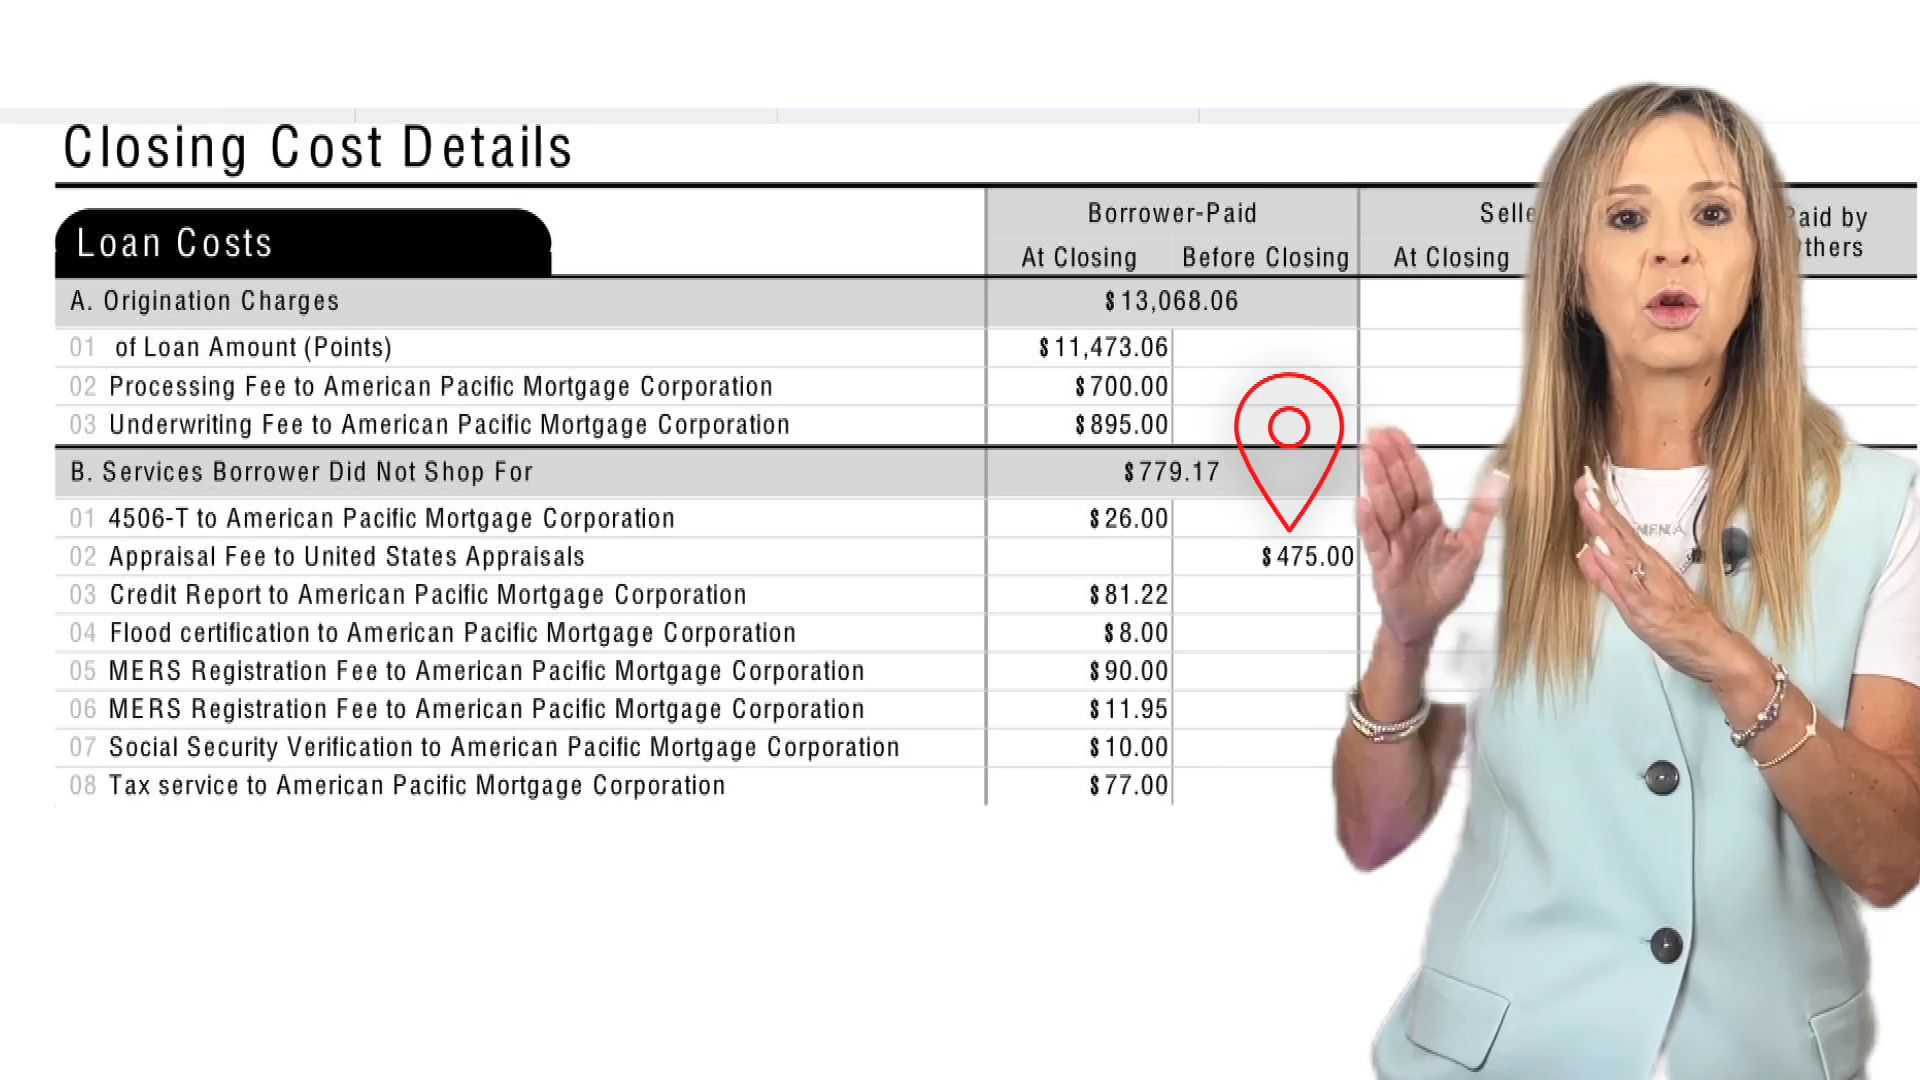 Closing Cost Details
Loan Costs
Borrower-Paid
At Closing Before Closing
At Closing
A. Origination Charges $13,068.06
01 of Loan Amount (Points) $11,473.06
02 Processing Fee to American Pacific Mortgage Corporation $700.00
03 Underwriting Fee to American Pacific Mortgage Corporation $895.00
B. Services Borrower Did Not Shop For $779.17
01 4506-T to American Pacific Mortgage Corporation $26.00
02 Appraisal Fee to United States Appraisals $475.00
03 Credit Report to American Pacific Mortgage Corporation $81.22
04 Flood certification to American Pacific Mortgage Corporation $8.00
05 MERS Registration Fee to American Pacific Mortgage Corporation $90.00
06 MERS Registration Fee to American Pacific Mortgage Corporation $11.95
07 Social Security Verification to American Pacific Mortgage Corporation $10.00
08 Tax service to American Pacific Mortgage Corporation $77.00
by